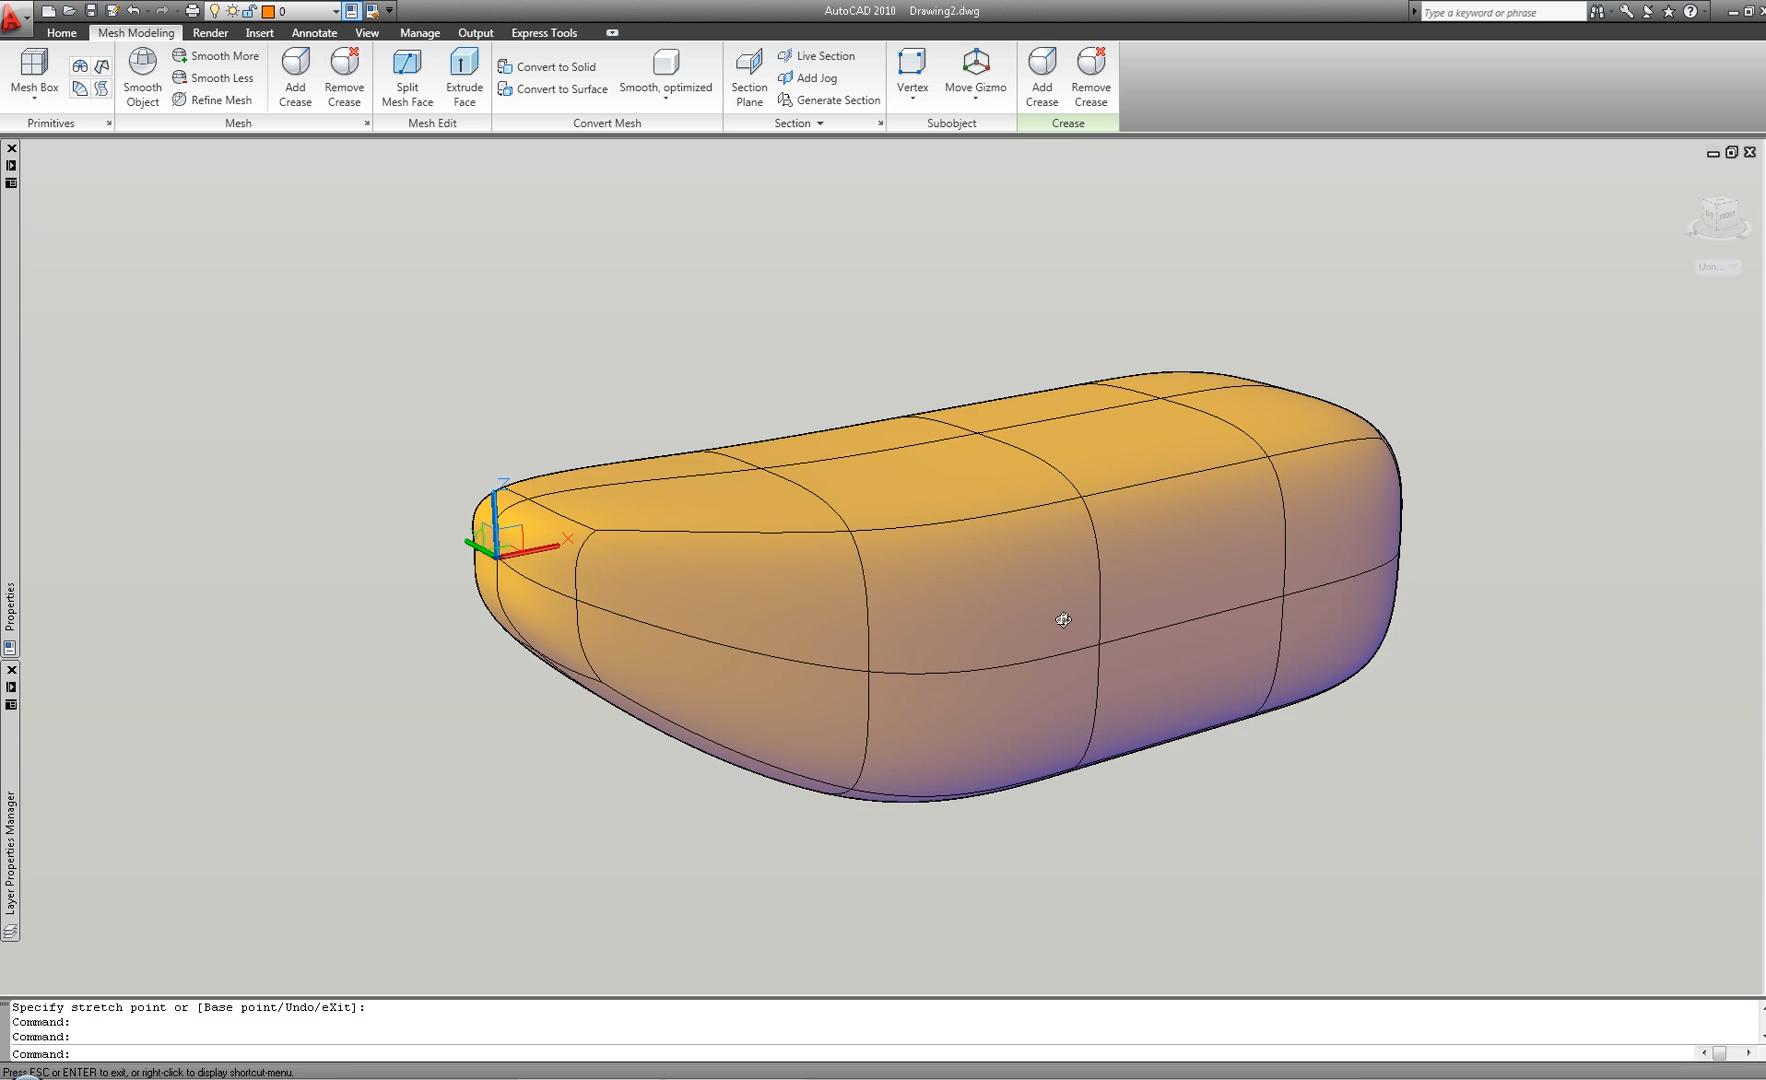 0
AutoCAD 2010 Drawing2.dwg
Type a keyword or phrase
Home Mesh Modeling Render Insert Annotate View Manage Output Express Tools
Mesh Box
Smooth Object
Smooth More
Smooth Less
Refine Mesh
Add Crease
Remove Crease
Split Mesh Face
Extrude Face
Convert to Solid
Convert to Surface
Smooth, optimized
Section Plane
Live Section
Add Jog
Generate Section
Vertex
Move Gizmo
Add Crease
Remove Crease
Primitives Mesh Mesh Edit Convert Mesh Section Subobject Crease
FRONT
Unn...
Z
X
Properties
Layer Properties Manager
Specify stretch point or [Base point/Undo/eXit]:
Command:
Command:
Command:
Press ESC or ENTER to exit, or right-click to display shortcut-menu.